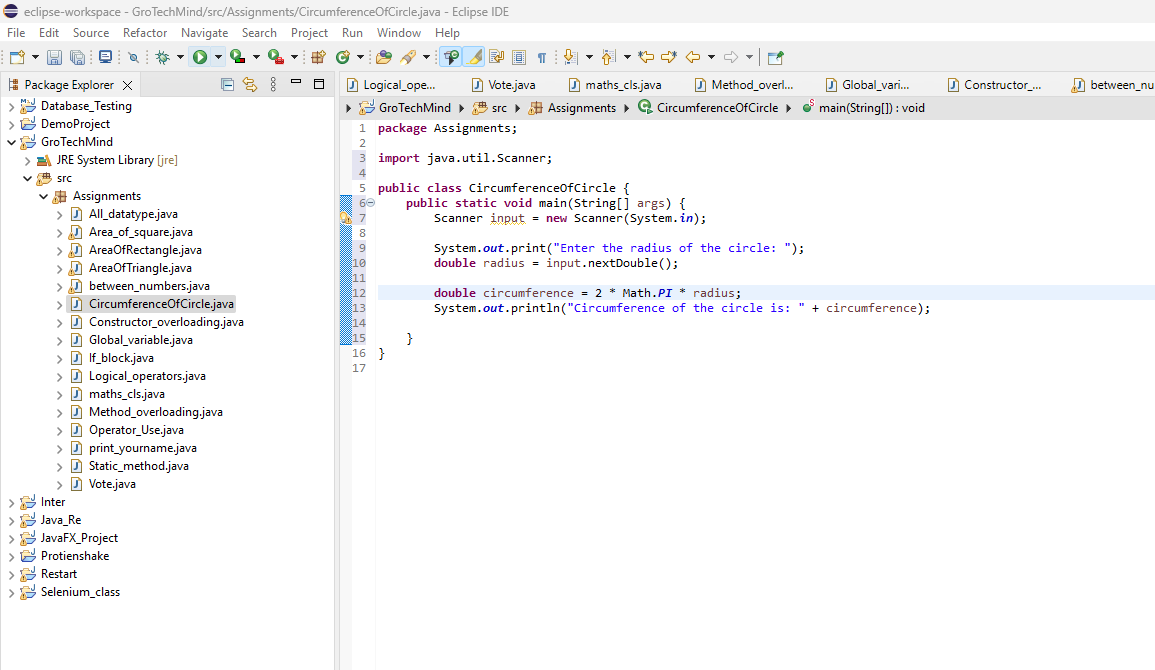 eclipse-workspace - GroTechMind/src/Assignments/CircumferenceOfCircle.java - Eclipse IDE
File Edit Source Refactor Navigate Search Project Run Window Help
Package Explorer
Database_Testing
DemoProject
GroTechMind
JRE System Library [jre]
src
Assignments
All_datatype.java
Area_of_square.java
AreaOfRectangle.java
AreaOfTriangle.java
between_numbers.java
CircumferenceOfCircle.java
Constructor_overloading.java
Global_variable.java
If_block.java
Logical_operators.java
maths_cls.java
Method_overloading.java
Operator_Use.java
print_yourname.java
Static_method.java
Vote.java
Inter
Java_Re
JavaFX_Project
Protienshake
Restart
Selenium_class
Logical_ope... Vote.java maths_cls.java Method_overl... Global_vari... Constructor_... between_nu
GroTechMind src Assignments CircumferenceOfCircle main(String[]) : void
1 package Assignments;
2
3 import java.util.Scanner;
4
5 public class CircumferenceOfCircle {
6 public static void main(String[] args) {
7 Scanner input = new Scanner(System.in);
8
9 System.out.print("Enter the radius of the circle: ");
10 double radius = input.nextDouble();
11
12 double circumference = 2 * Math.PI * radius;
13 System.out.println("Circumference of the circle is: " + circumference);
14
15 }
16 }
17